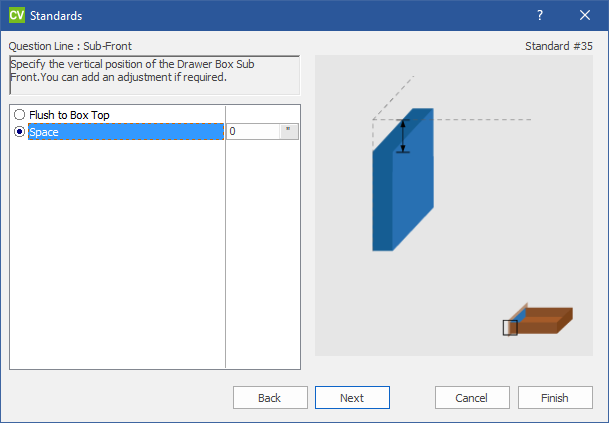 CV Standards ?
Question Line : Sub-Front Standard #35
Specify the vertical position of the Drawer Box Sub
Front.You can add an adjustment if required.
Flush to Box Top
Space 0 "
Back Next Cancel Finish